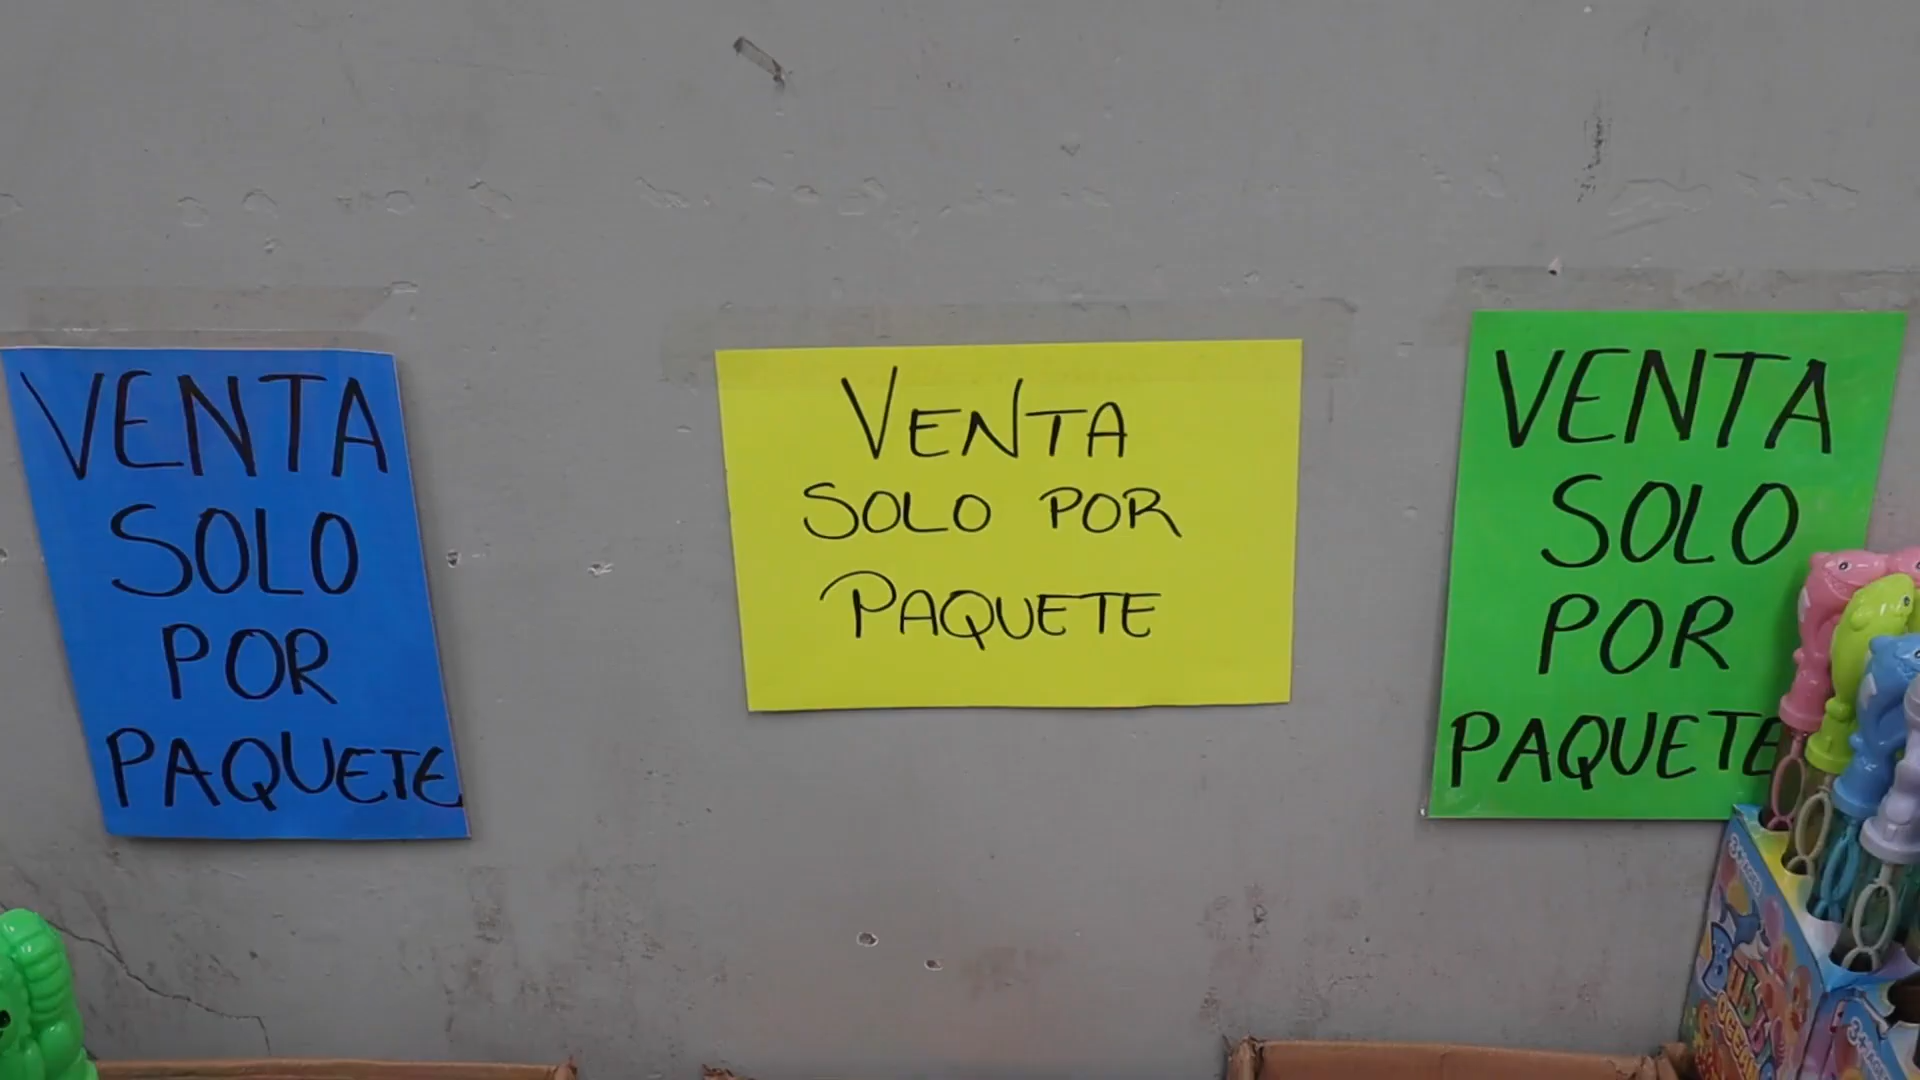 VENTA
SOLO
POR
PAQUETE
VENTA
SOLO POR
PAQUETE
VENTA
SOLO
POR
PAQUETE